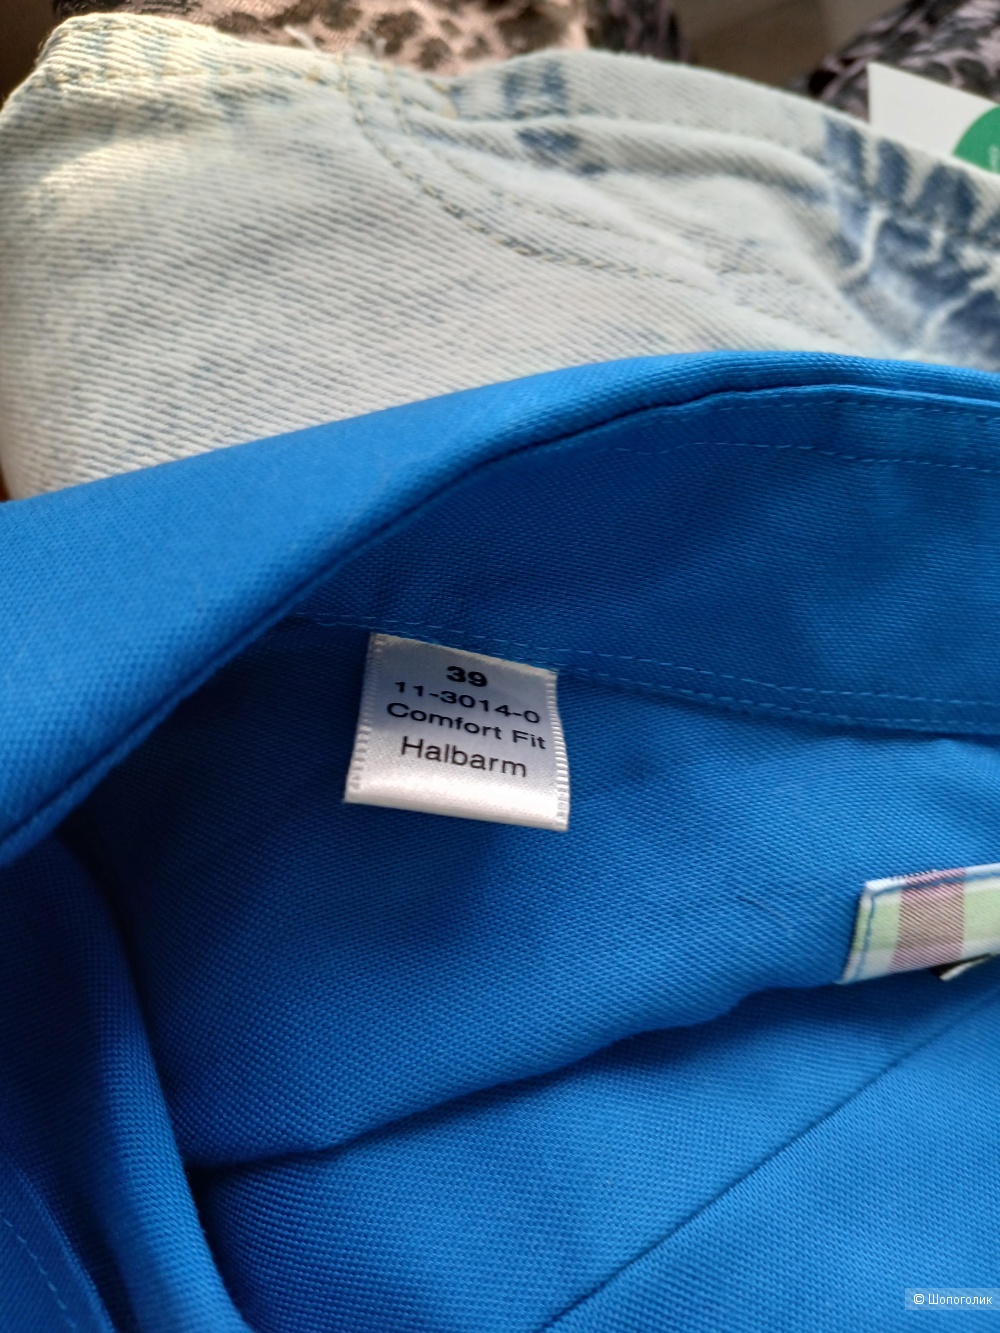 39
11-3014-0
Comfort Fit
Halbarm
© Шопоголик